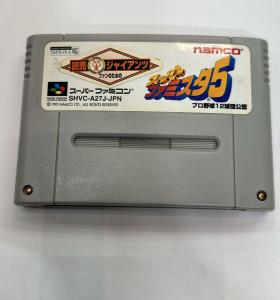 namco
読売 ジャイアンツ
ファンのための
スーパーファミスタ5
スーパーファミコン
SHVC-A27J-JPN
プロ野球12球団公認